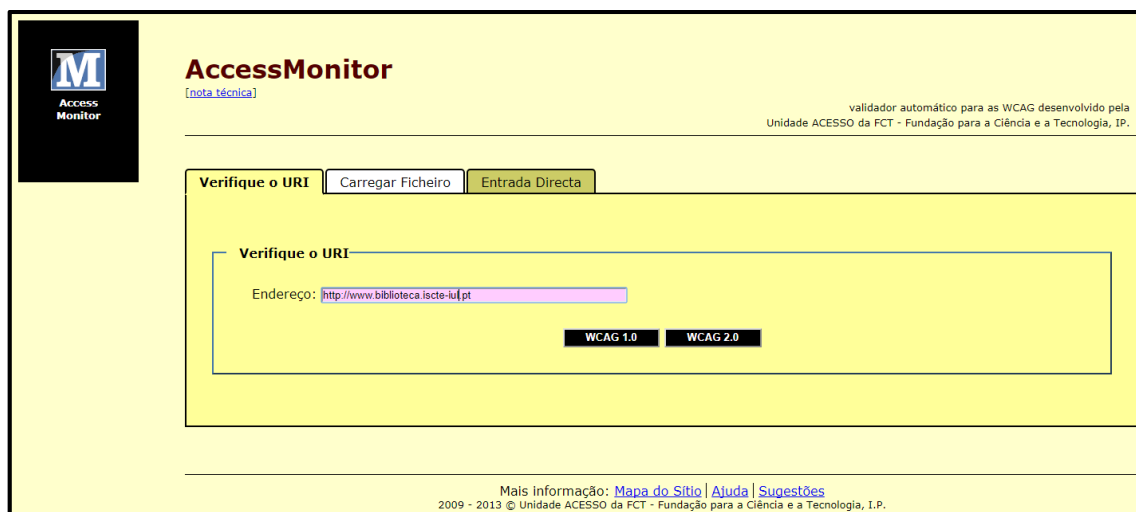 M
Access
Monitor
AccessMonitor
[nota técnica]
validador automático para as WCAG desenvolvido pela
Unidade ACESSO da FCT - Fundação para a Ciência e a Tecnologia, IP.
Verifique o URI Carregar Ficheiro Entrada Directa
Verifique o URI
Endereço: http://www.biblioteca.iscte-iul.pt
WCAG 1.0 WCAG 2.0
Mais informação: Mapa do Sítio | Ajuda | Sugestões
2009 - 2013 © Unidade ACESSO da FCT - Fundação para a Ciência e a Tecnologia, I.P.